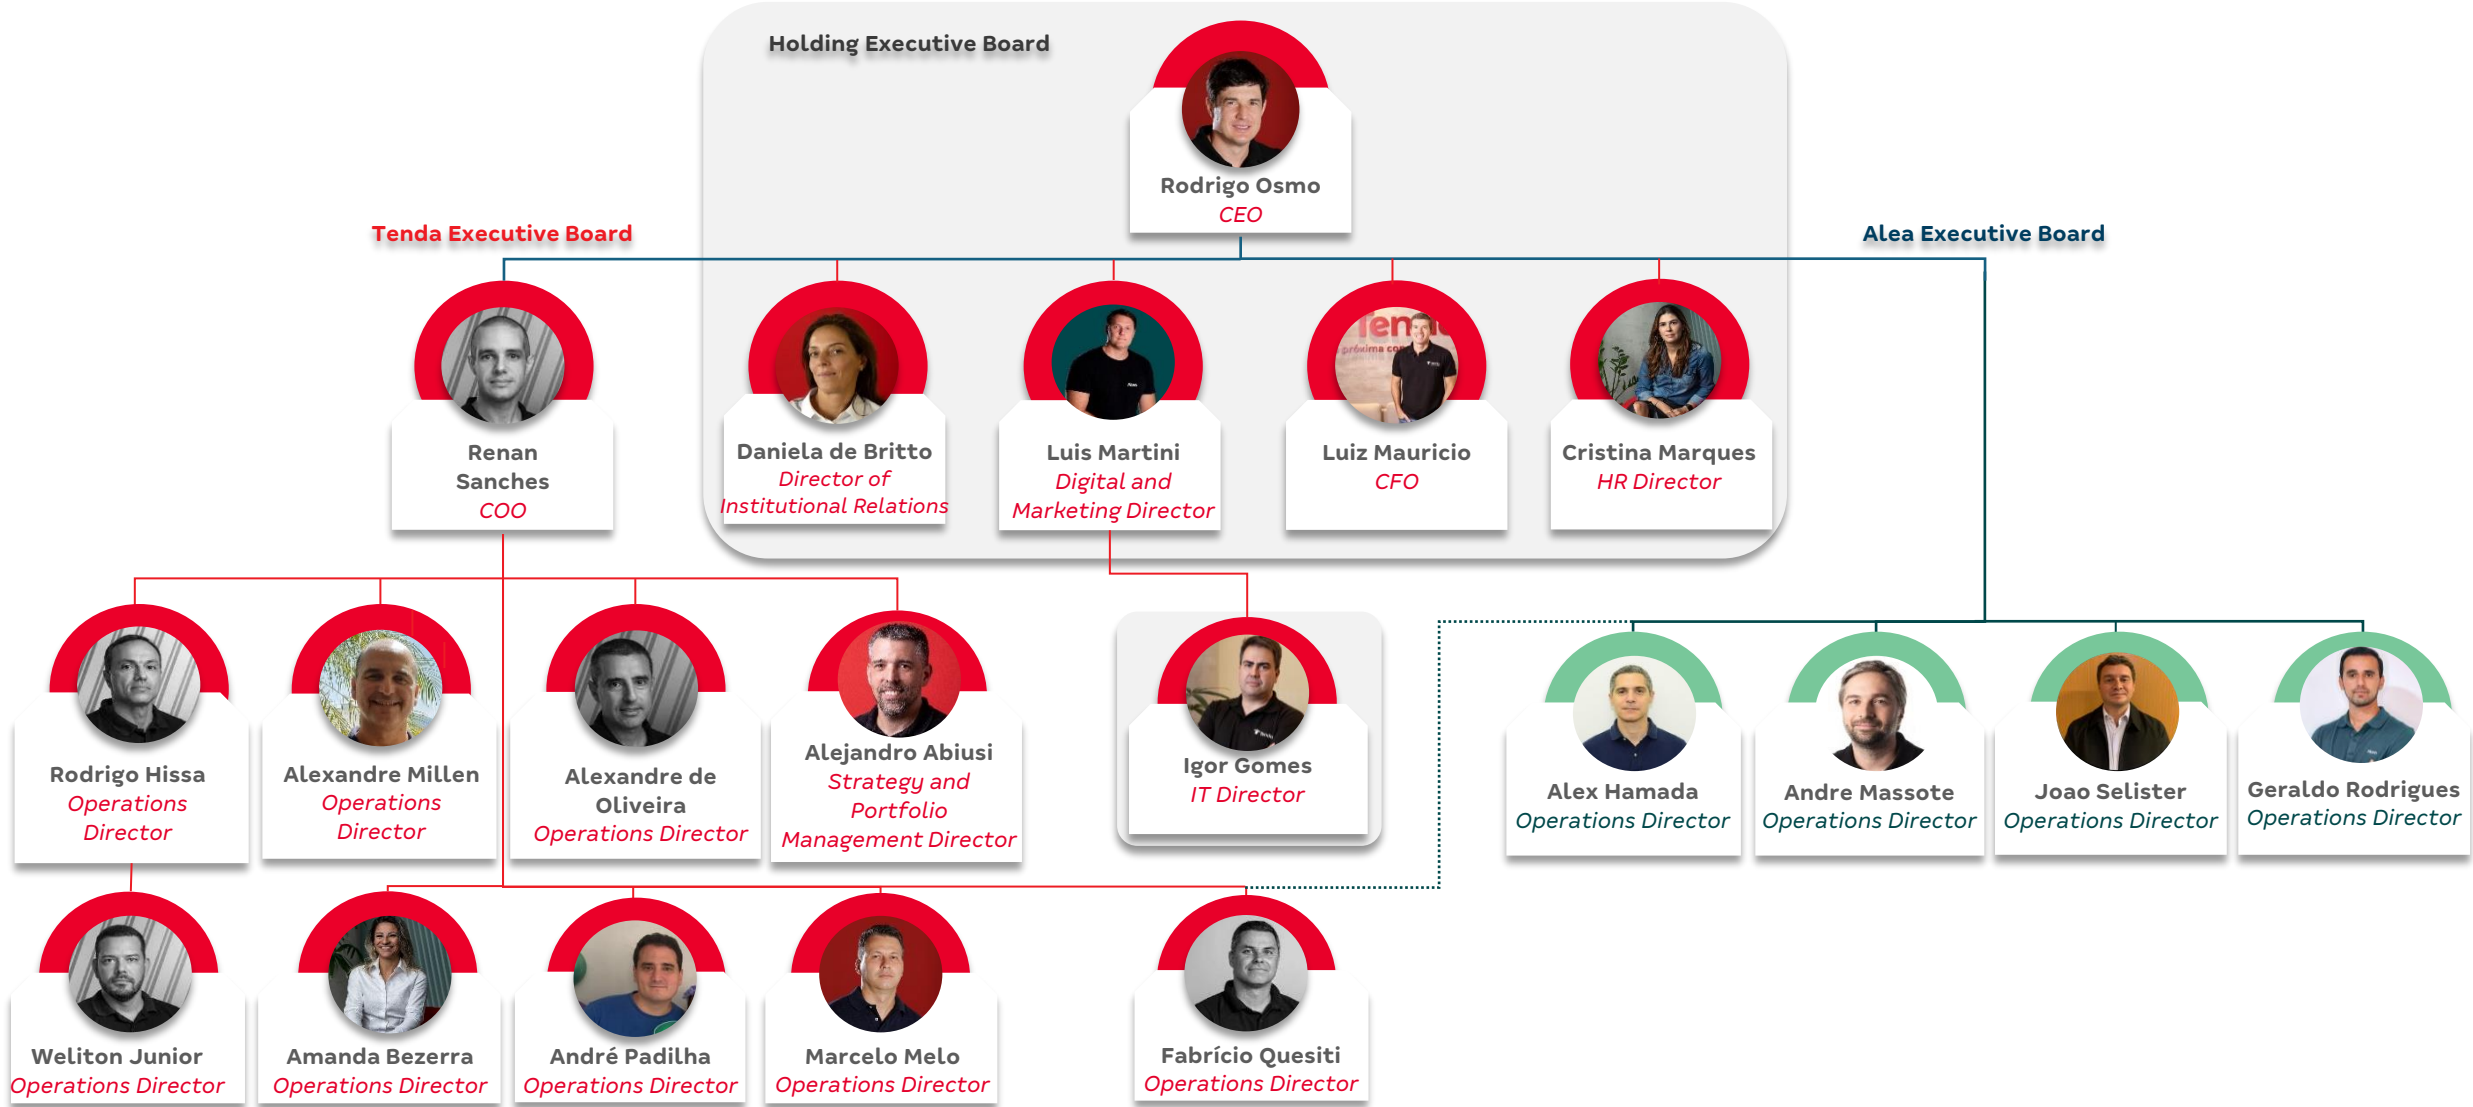 Holding Executive Board
Rodrigo Osmo
CEO
Tenda Executive Board
Alea Executive Board
Renan
Sanches
COO
Daniela de Britto
Director of
Institutional Relations
Luis Martini
Digital and
Marketing Director
Luiz Mauricio
CFO
Cristina Marques
HR Director
Rodrigo Hissa
Operations
Director
Alexandre Millen
Operations
Director
Alexandre de
Oliveira
Operations Director
Alejandro Abiusi
Strategy and
Portfolio
Management Director
Igor Gomes
IT Director
Alex Hamada
Operations Director
Andre Massote
Operations Director
Joao Selister
Operations Director
Geraldo Rodrigues
Operations Director
Weliton Junior
Operations Director
Amanda Bezerra
Operations Director
André Padilha
Operations Director
Marcelo Melo
Operations Director
Fabrício Quesiti
Operations Director